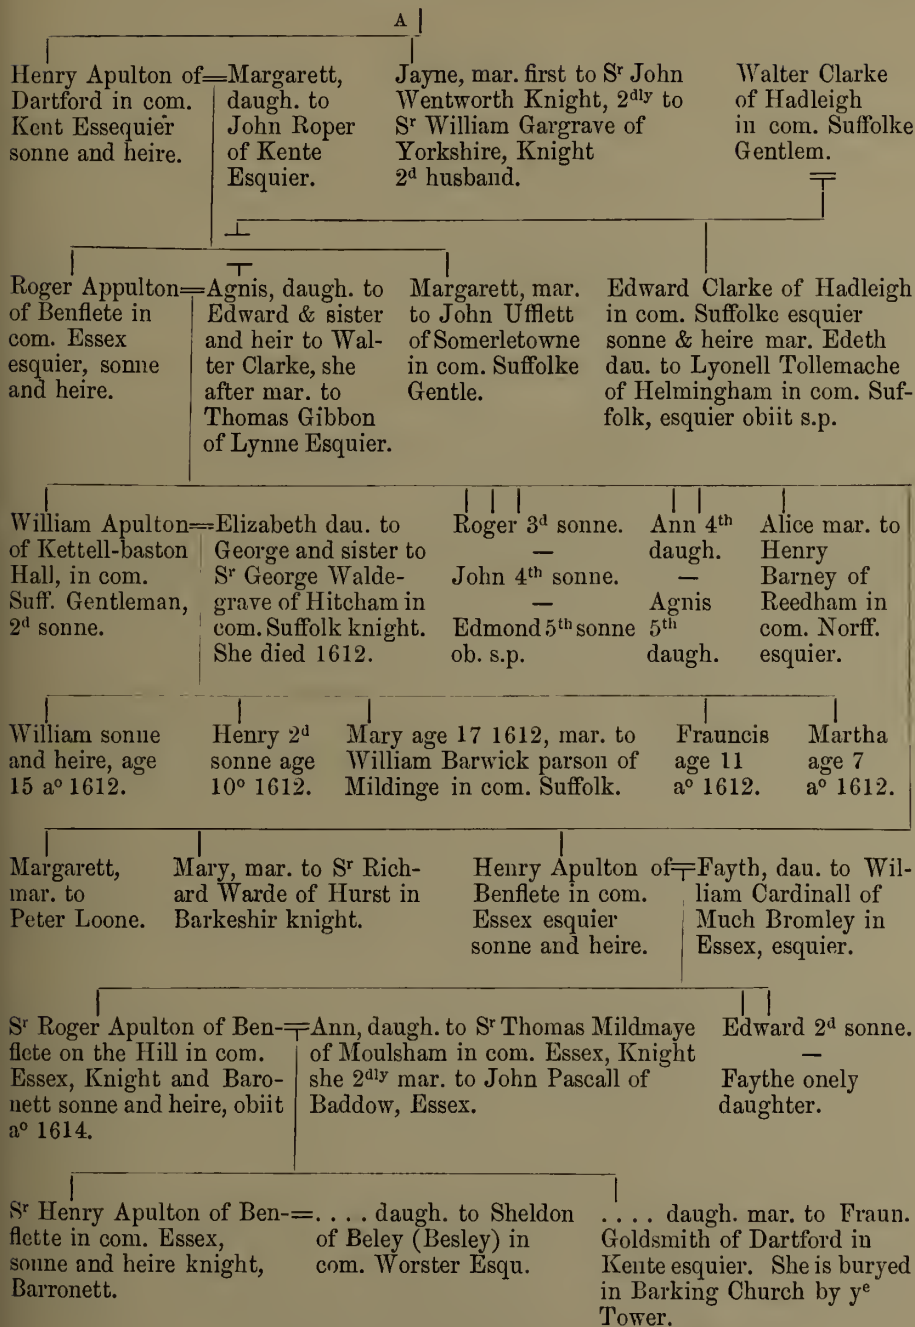 A
Henry Apulton of
Dartford in com.
Kent Essequier
sonne and heire.
Margarett,
daugh. to
John Roper
of Kente
Esquier.
Jayne, mar. first to Sr John
Wentworth Knight, 2dly to
Sr William Gargrave of
Yorkshire, Knight
2d husband.
Walter Clarke
of Hadleigh
in com. Suffolke
Gentlem.
Roger Appulton
of Benflete in
com. Essex
esquier, sonne
and heire.
Agnis, daugh. to
Edward & sister
and heir to Wal-
ter Clarke, she
after mar. to
Thomas Gibbon
of Lynne Esquier.
Margarett, mar.
to John Ufflett
of Somerletowne
in com. Suffolke
Gentle.
Edward Clarke of Hadleigh
in com. Suffolke esquier
sonne & heire mar. Edeth
dau. to Lyonell Tollemache
of Helmingham in com. Suf-
folk, esquier obiit s.p.
William Apulton
of Kettell-baston
Hall, in com.
Suff. Gentleman,
2d sonne.
Elizabeth dau. to
George and sister to
Sr George Walde-
grave of Hitcham in
com. Suffolk knight.
She died 1612.
Roger 3d sonne.
—
John 4th sonne.
—
Edmond 5th sonne
ob. s.p.
Ann 4th
daugh.
—
Agnis
5th
daugh.
Alice mar. to
Henry
Barney of
Reedham in
com. Norff.
esquier.
William sonne
and heire, age
15 ao 1612.
Henry 2d
sonne age
10o 1612.
Mary age 17 1612, mar. to
William Barwick parson of
Mildinge in com. Suffolk.
Frauncis
age 11
ao 1612.
Martha
age 7
ao 1612.
Margarett,
mar. to
Peter Loone.
Mary, mar. to Sr Rich-
ard Warde of Hurst in
Barkeshir knight.
Henry Apulton of
Benflete in com.
Essex esquier
sonne and heire.
Fayth, dau. to Wil-
liam Cardinall of
Much Bromley in
Essex, esquier.
Sr Roger Apulton of Ben-
flete on the Hill in com.
Essex, Knight and Baro-
nett sonne and heire, obiit
ao 1614.
Ann, daugh. to Sr Thomas Mildmaye
of Moulsham in com. Essex, Knight
she 2dly mar. to John Pascall of
Baddow, Essex.
Edward 2d sonne.
—
Faythe onely
daughter.
Sr Henry Apulton of Ben-
flette in com. Essex,
sonne and heire knight,
Barronett.
. . . . daugh. to Sheldon
of Beley (Besley) in
com. Worster Esqu.
. . . . daugh. mar. to Fraun.
Goldsmith of Dartford in
Kente esquier. She is buryed
in Barking Church by ye
Tower.